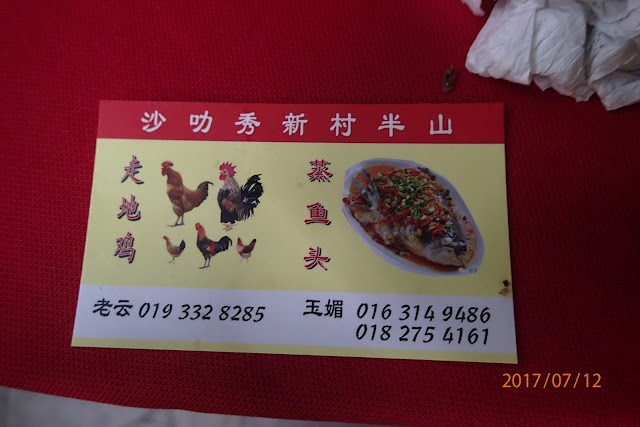 沙叻秀新村半山
走地鸡
蒸鱼头
老云 019 332 8285
玉媚 016 314 9486
018 275 4161
2017/07/12